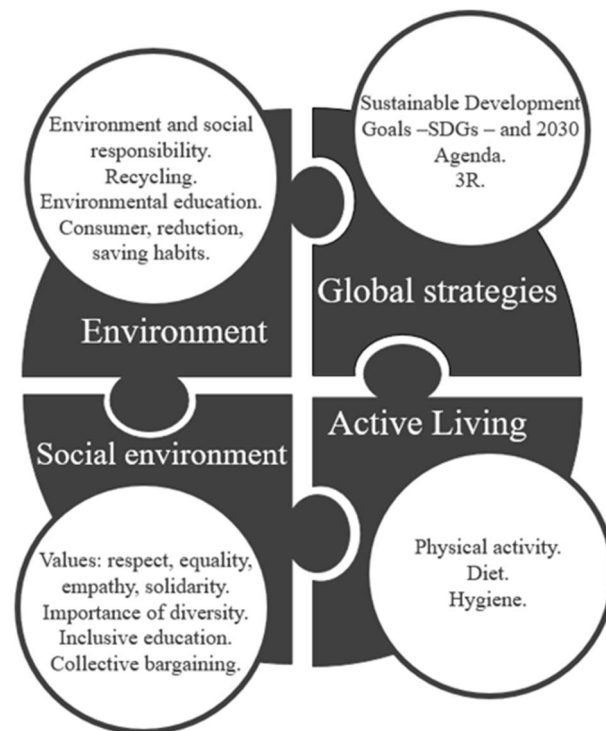 Environment and social
responsibility.
Recycling.
Environmental education.
Consumer, reduction,
saving habits.
Environment
Sustainable Development
Goals –SDGs – and 2030
Agenda.
3R.
Global strategies
Social environment
Values: respect, equality,
empathy, solidarity.
Importance of diversity.
Inclusive education.
Collective bargaining.
Active Living
Physical activity.
Diet.
Hygiene.